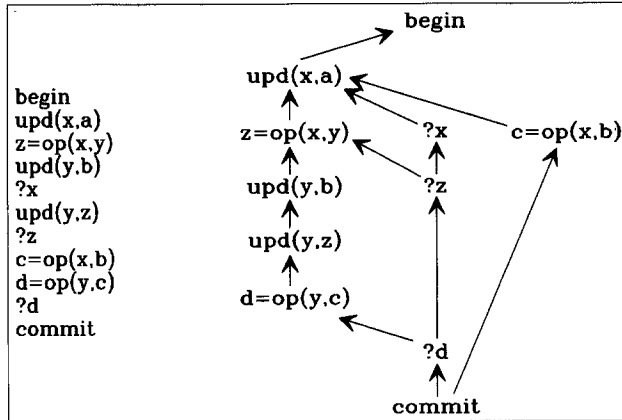 begin
upd(x,a)
z=op(x,y)
upd(y,b)
?x
upd(y,z)
?z
c=op(x,b)
d=op(y,c)
?d
commit
begin
upd(x,a)
z=op(x,y) ?x c=op(x,b)
upd(y,b) ?z
upd(y,z)
d=op(y,c)
?d
commit